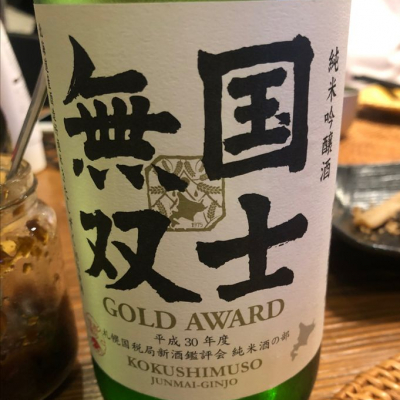 国士
無双
純米吟醸酒
GOLD AWARD
平成30年度
札幌国税局新酒鑑評会 純米酒の部
KOKUSHIMUSO
JUNMAI-GINJO